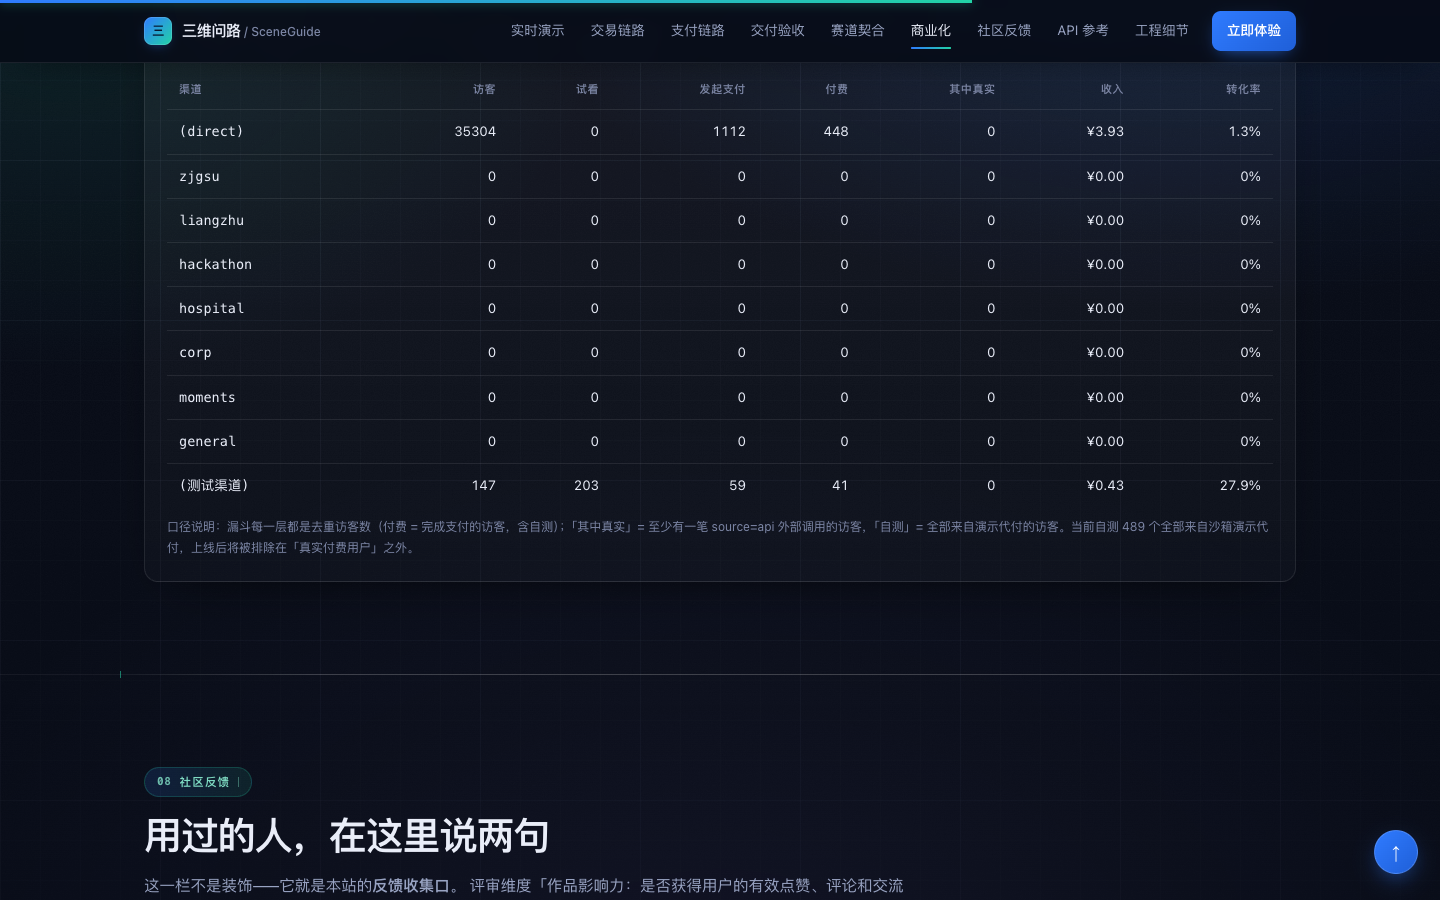 三 三维问路 / SceneGuide 实时演示 交易链路 支付链路 交付验收 赛道契合 商业化 社区反馈 API 参考 工程细节 立即体验
渠道 访客 试看 发起支付 付费 其中真实 收入 转化率
(direct) 35304 0 1112 448 0 ¥3.93 1.3%
zjgsu 0 0 0 0 0 ¥0.00 0%
liangzhu 0 0 0 0 0 ¥0.00 0%
hackathon 0 0 0 0 0 ¥0.00 0%
hospital 0 0 0 0 0 ¥0.00 0%
corp 0 0 0 0 0 ¥0.00 0%
moments 0 0 0 0 0 ¥0.00 0%
general 0 0 0 0 0 ¥0.00 0%
(测试渠道) 147 203 59 41 0 ¥0.43 27.9%
口径说明：漏斗每一层都是去重访客数（付费 = 完成支付的访客，含自测）；「其中真实」= 至少有一笔 source=api 外部调用的访客，「自测」= 全部来自演示代付的访客。当前自测 489 个全部来自沙箱演示代
付，上线后将被排除在「真实付费用户」之外。
08 社区反馈
用过的人，在这里说两句
这一栏不是装饰——它就是本站的反馈收集口。 评审维度「作品影响力：是否获得用户的有效点赞、评论和交流
↑